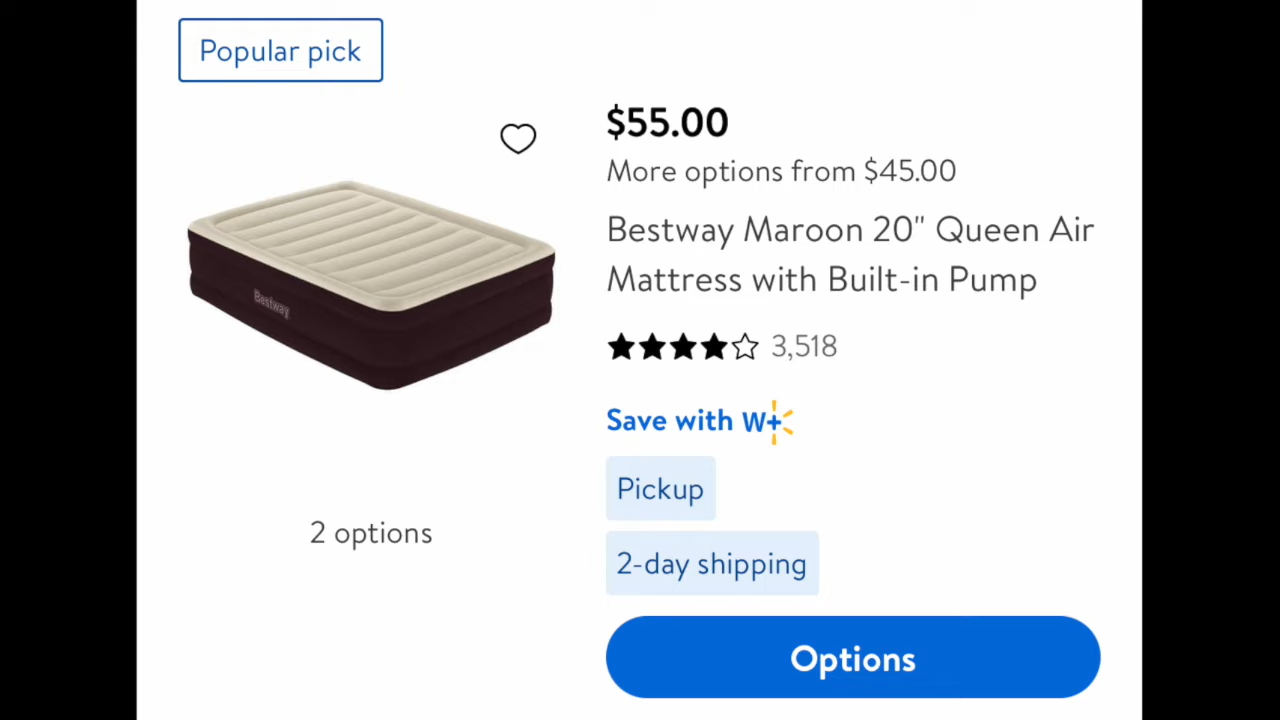 Popular pick
$55.00
More options from $45.00
Bestway Maroon 20" Queen Air
Mattress with Built-in Pump
3,518
Save with W+
Pickup
2-day shipping
Options
Bestway
2 options